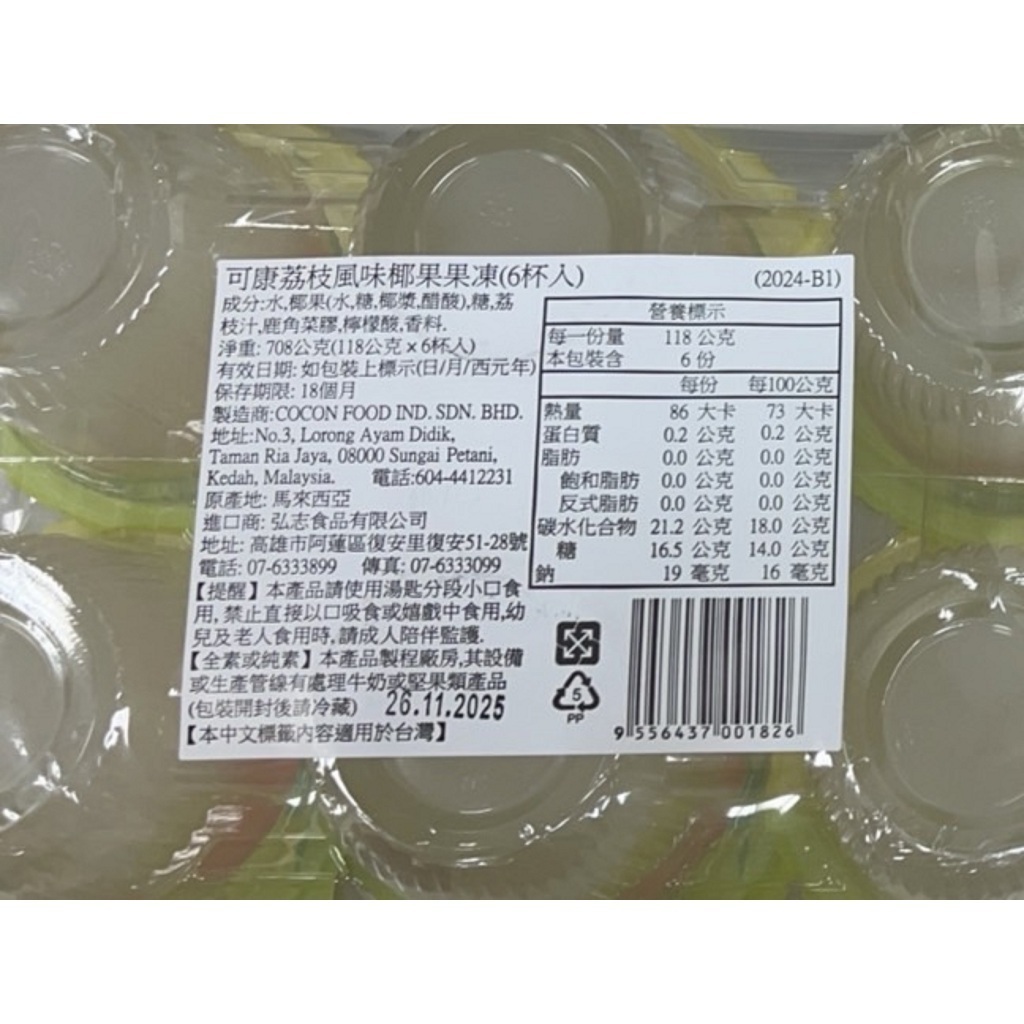 可康荔枝風味椰果果凍(6杯入)
(2024-B1)
成分:水,椰果(水,糖,椰漿,醋酸),糖,荔
枝汁,鹿角菜膠,檸檬酸,香料.
淨重: 708公克(118公克×6杯入)
有效日期: 如包裝上標示(日/月/西元年)
保存期限: 18個月
製造商:COCON FOOD IND. SDN. BHD.
地址:No.3, Lorong Ayam Didik,
Taman Ria Jaya, 08000 Sungai Petani,
Kedah, Malaysia. 電話:604-4412231
原產地: 馬來西亞
進口商: 弘志食品有限公司
地址: 高雄市阿蓮區復安里復安51-28號
電話: 07-6333899 傳真: 07-6333099
【提醒】本產品請使用湯匙分段小口食
用, 禁止直接以口吸食或嬉戲中食用,幼
兒及老人食用時,請成人陪伴監護.
【全素或純素】本產品製程廠房,其設備
或生產管線有處理牛奶或堅果類產品
(包裝開封後請冷藏) 26.11.2025
【本中文標籤內容適用於台灣】
營養標示
每一份量 118 公克
本包裝含 6 份
每份 每100公克
熱量 86 大卡 73 大卡
蛋白質 0.2 公克 0.2 公克
脂肪 0.0 公克 0.0 公克
飽和脂肪 0.0 公克 0.0 公克
反式脂肪 0.0 公克 0.0 公克
碳水化合物 21.2 公克 18.0 公克
糖 16.5 公克 14.0 公克
鈉 19 毫克 16 毫克
5
PP
9 556437 001826